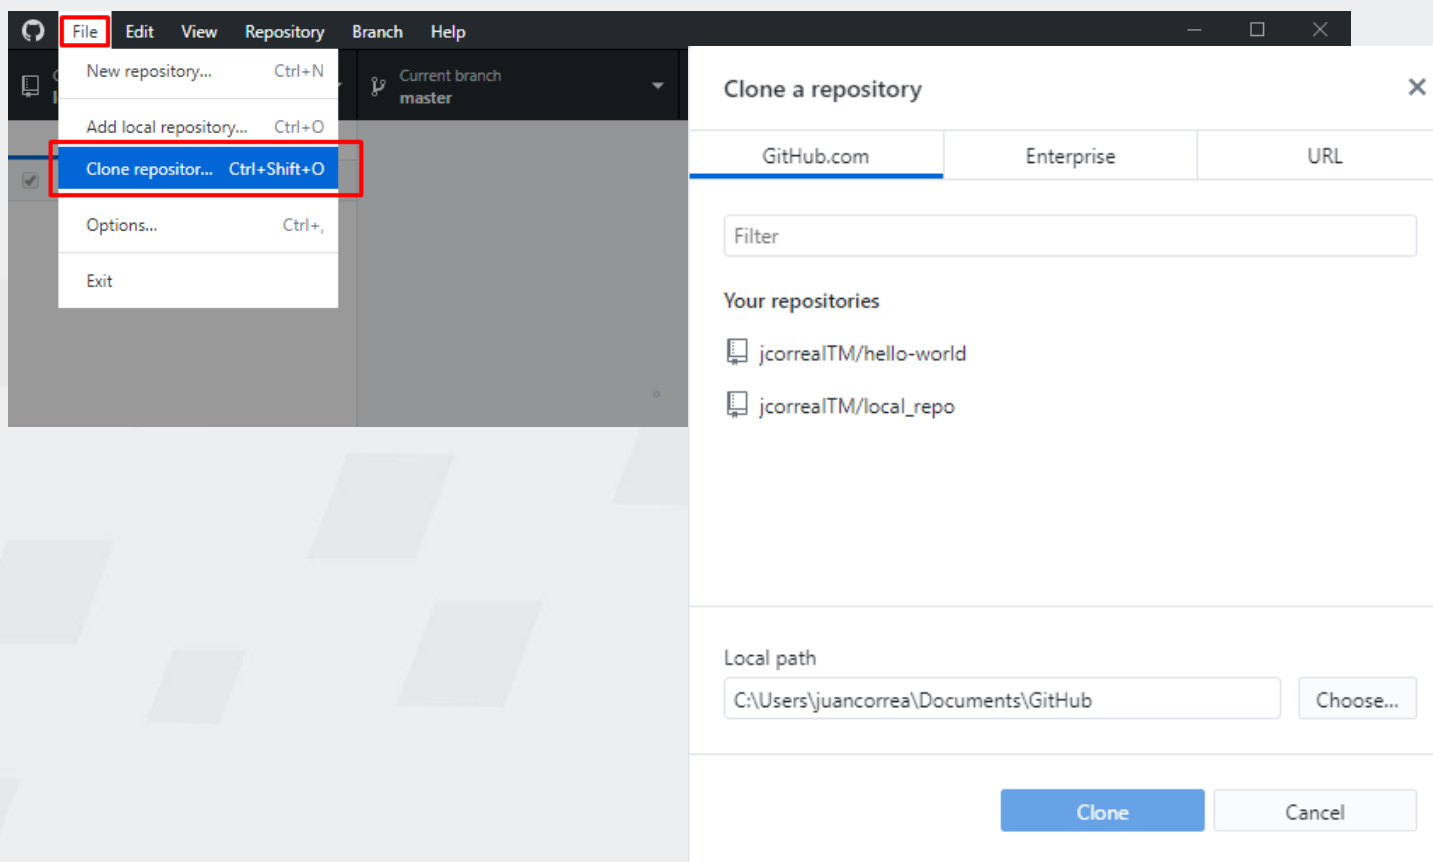 File Edit View Repository Branch Help
New repository... Ctrl+N
Add local repository... Ctrl+O
Clone repositor... Ctrl+Shift+O
Options... Ctrl+,
Exit
Current branch
master
Clone a repository
GitHub.com Enterprise URL
Filter
Your repositories
jcorrealTM/hello-world
jcorrealTM/local_repo
Local path
C:\Users\juancorrea\Documents\GitHub
Choose...
Clone Cancel